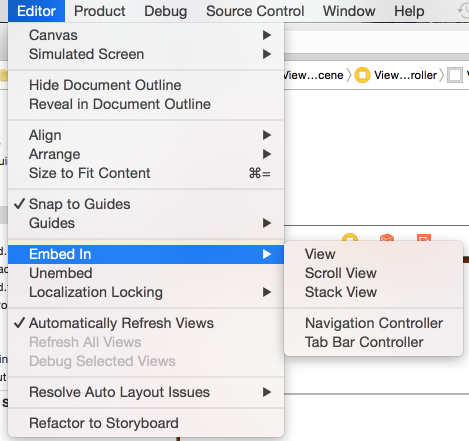 Editor Product Debug Source Control Window Help
Canvas
Simulated Screen
View…cene View…roller
Hide Document Outline
Reveal in Document Outline
Align
Arrange
Size to Fit Content ⌘=
✓ Snap to Guides
Guides
Embed In
View
Unembed
Scroll View
Localization Locking
Stack View
✓ Automatically Refresh Views
Navigation Controller
Refresh All Views
Tab Bar Controller
Debug Selected Views
Resolve Auto Layout Issues
Refactor to Storyboard